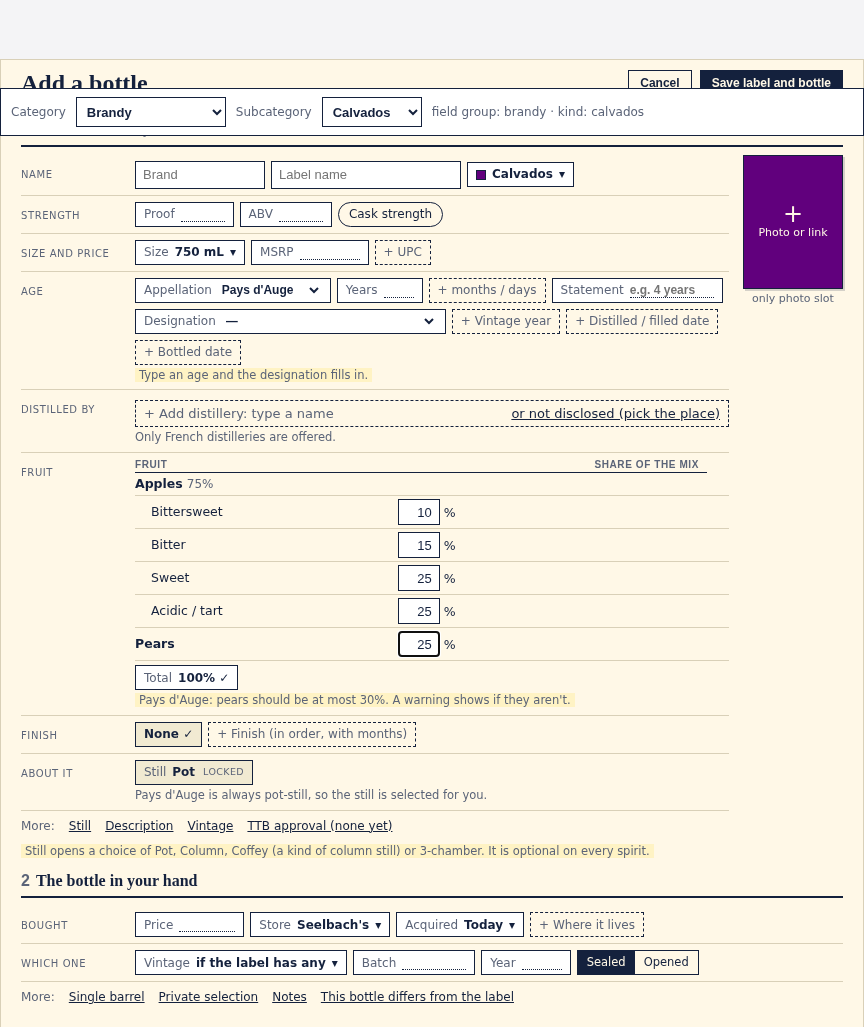 Add a bottle
Cancel
Save label and bottle
Category Brandy Subcategory Calvados field group: brandy · kind: calvados
NAME Brand Label name Calvados ▾
+
Photo or link
only photo slot
STRENGTH Proof ABV Cask strength
SIZE AND PRICE Size 750 mL ▾ MSRP + UPC
AGE Appellation Pays d'Auge Years + months / days Statement e.g. 4 years
Designation — + Vintage year + Distilled / filled date
+ Bottled date
Type an age and the designation fills in.
DISTILLED BY + Add distillery: type a name or not disclosed (pick the place)
Only French distilleries are offered.
FRUIT FRUIT SHARE OF THE MIX
Apples 75%
Bittersweet 10 %
Bitter 15 %
Sweet 25 %
Acidic / tart 25 %
Pears 25 %
Total 100% ✓
Pays d'Auge: pears should be at most 30%. A warning shows if they aren't.
FINISH None ✓ + Finish (in order, with months)
ABOUT IT Still Pot LOCKED
Pays d'Auge is always pot-still, so the still is selected for you.
More: Still Description Vintage TTB approval (none yet)
Still opens a choice of Pot, Column, Coffey (a kind of column still) or 3-chamber. It is optional on every spirit.
2 The bottle in your hand
BOUGHT Price Store Seelbach's ▾ Acquired Today ▾ + Where it lives
WHICH ONE Vintage if the label has any ▾ Batch Year Sealed Opened
More: Single barrel Private selection Notes This bottle differs from the label